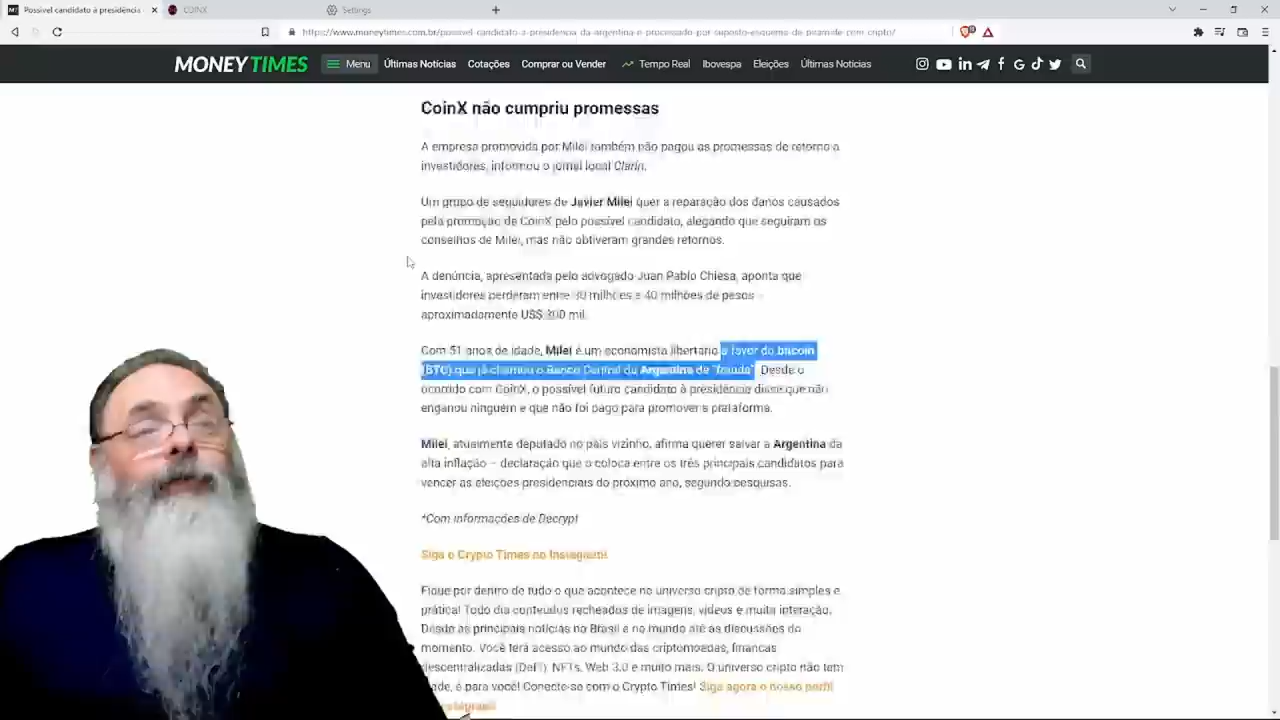 Possível candidato à presidência
COINX
Settings
https://www.moneytimes.com.br/possivel-candidato-a-presidencia-da-argentina-e-processado-por-suposto-esquema-de-piramide-com-cripto/
MONEY TIMES
Menu
Últimas Notícias
Cotações
Comprar ou Vender
Tempo Real
Ibovespa
Eleições
Últimas Notícias
CoinX não cumpriu promessas
A empresa promovida por Milei também não pagou as promessas de retorno a
investidores, informou o jornal local Clarín.
Um grupo de seguidores de Javier Milei quer a reparação dos danos causados
pela promoção de CoinX pelo possível candidato, alegando que seguiram os
conselhos de Milei, mas não obtiveram grandes retornos.
A denúncia, apresentada pelo advogado Juan Pablo Chiesa, aponta que
investidores perderam entre 30 milhões e 40 milhões de pesos –
aproximadamente US$ 300 mil.
Com 51 anos de idade, Milei é um economista libertário a favor do bitcoin
(BTC) que já chamou o Banco Central da Argentina de "fraude". Desde o
ocorrido com CoinX, o possível futuro candidato à presidência disse que não
enganou ninguém e que não foi pago para promover a plataforma.
Milei, atualmente deputado no país vizinho, afirma querer salvar a Argentina da
alta inflação – declaração que o coloca entre os três principais candidatos para
vencer as eleições presidenciais do próximo ano, segundo pesquisas.
*Com informações de Decrypt
Siga o Crypto Times no Instagram!
Fique por dentro de tudo o que acontece no universo cripto de forma simples e
prática! Todo dia conteúdos recheados de imagens, vídeos e muita interação.
Desde as principais notícias no Brasil e no mundo até as discussões do
momento. Você terá acesso ao mundo das criptomoedas, finanças
descentralizadas (DeFi), NFTs, Web 3.0 e muito mais. O universo cripto não tem
dade, é para você! Conecte-se com o Crypto Times! Siga agora o nosso perfil